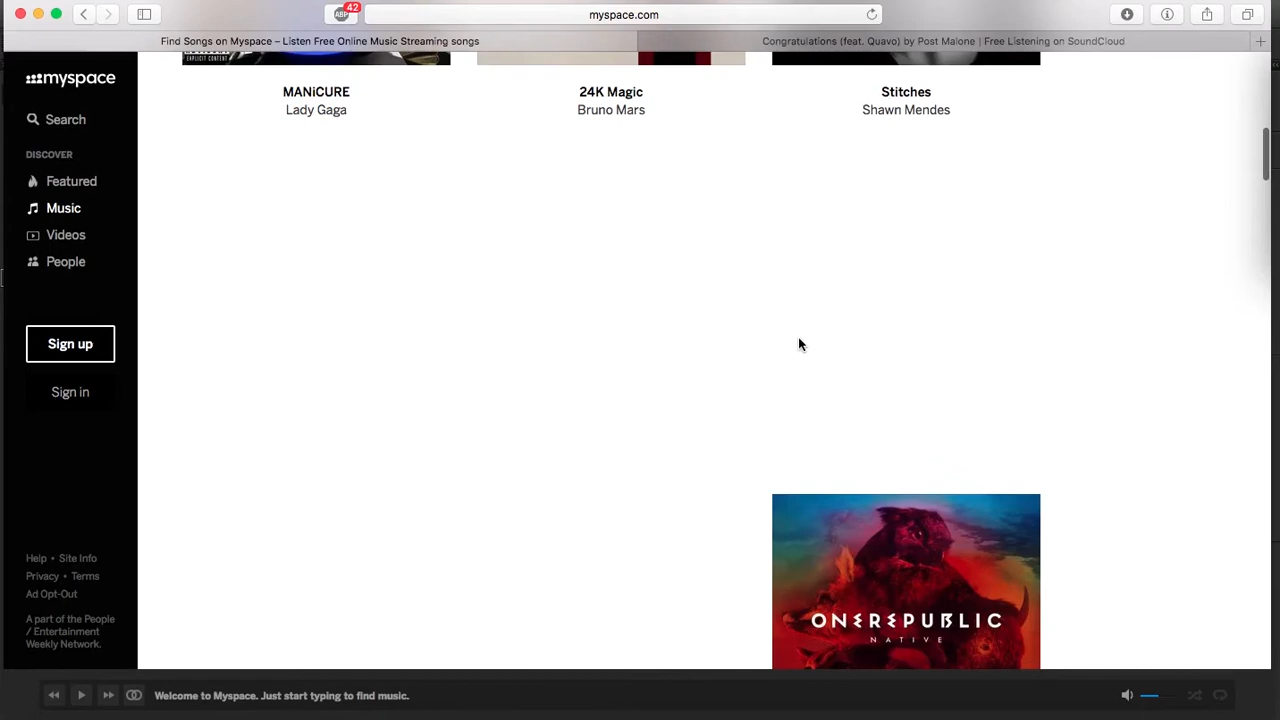 42
myspace.com
Find Songs on Myspace – Listen Free Online Music Streaming songs
Congratulations (feat. Quavo) by Post Malone | Free Listening on SoundCloud
ABP
EXPLICIT CONTENT
myspace
Search
DISCOVER
Featured
Music
Videos
People
Sign up
Sign in
Help • Site Info
Privacy • Terms
Ad Opt-Out
A part of the People
/ Entertainment
Weekly Network.
MANiCURE
Lady Gaga
24K Magic
Bruno Mars
Stitches
Shawn Mendes
ONEREPUBLIC
NATIVE
Welcome to Myspace. Just start typing to find music.